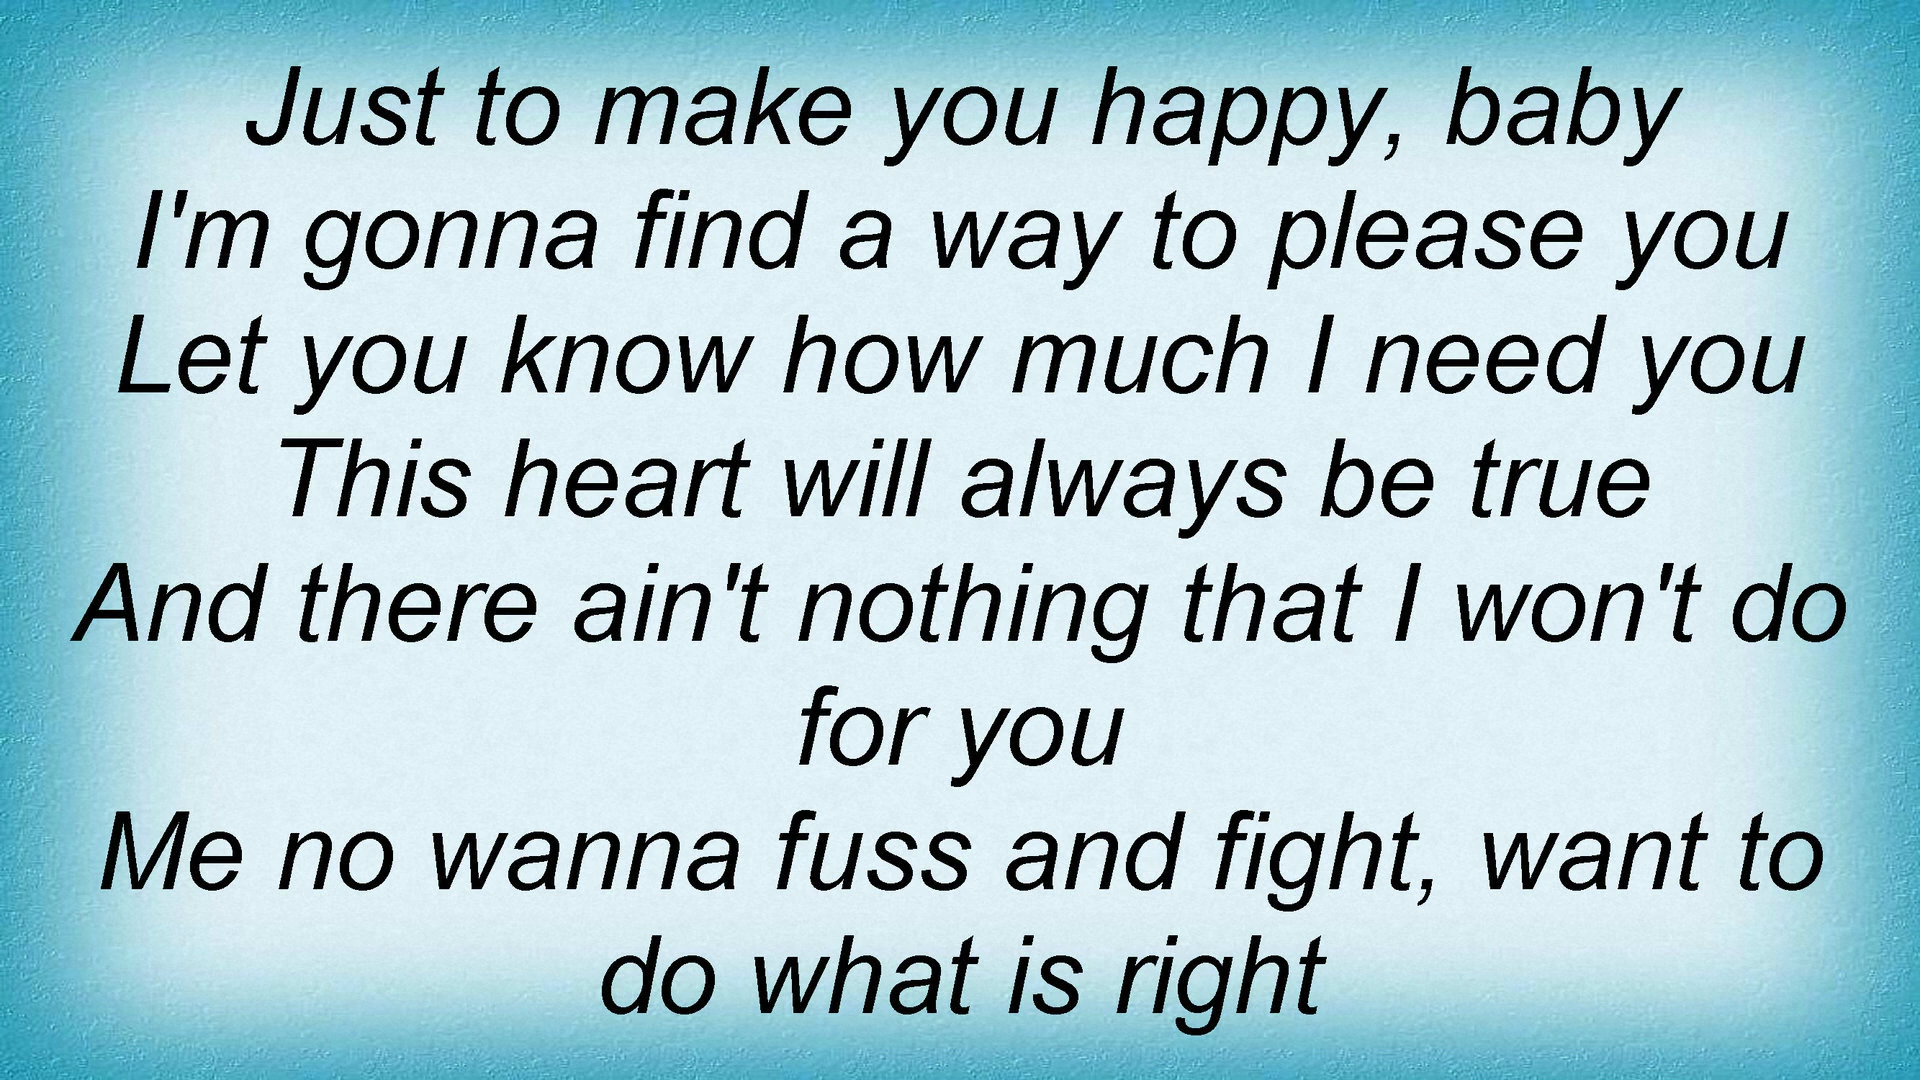 Just to make you happy, baby
I'm gonna find a way to please you
Let you know how much I need you
This heart will always be true
And there ain't nothing that I won't do
for you
Me no wanna fuss and fight, want to
do what is right